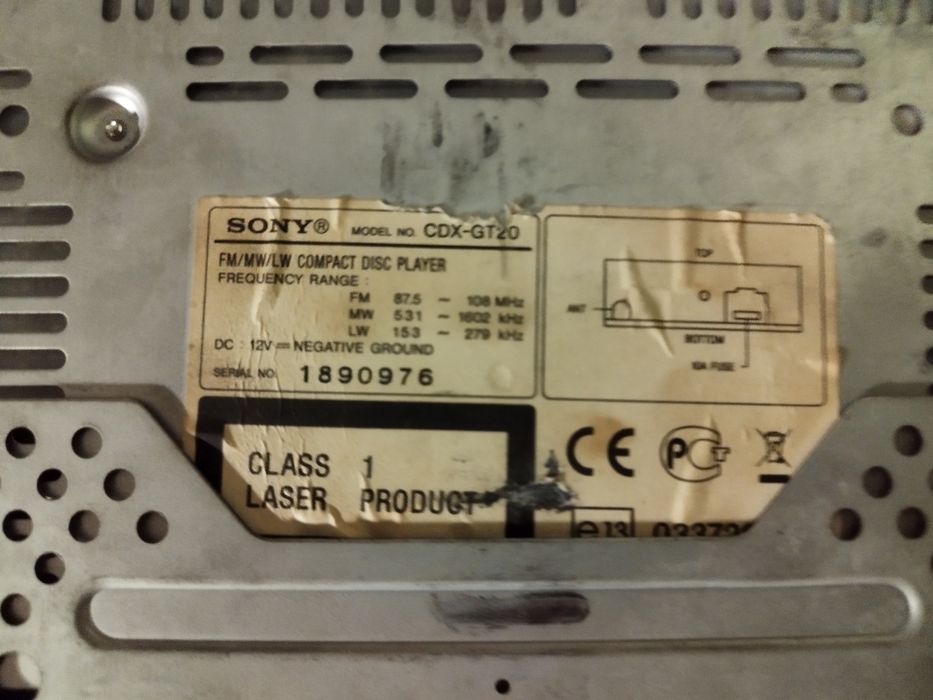 SONY® MODEL NO. CDX-GT20
FM/MW/LW COMPACT DISC PLAYER
FREQUENCY RANGE :
FM 87.5 ~ 108 MHz
MW 531 ~ 1602 kHz
LW 153 ~ 279 kHz
DC : 12V ⎓ NEGATIVE GROUND
SERIAL NO. 1890976
TOP
ANT
BOTTOM
10A FUSE
CLASS 1
LASER PRODUCT
CE PCT
e13